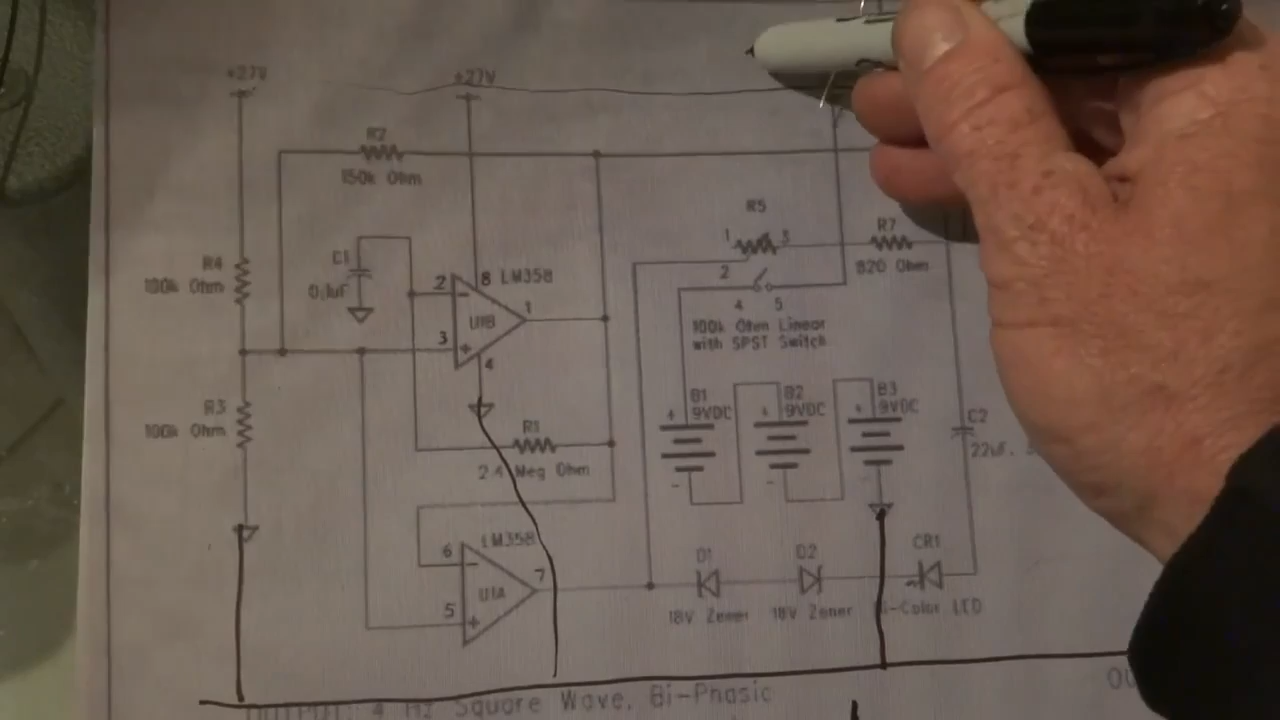 +27V
+27V
R2
150k Ohm
R5
1
3
R7
820 Ohm
R4
100k Ohm
C1
0.1uF
2
8
LM358
U1B
1
3
4
2
4
5
100k Ohm Linear
with SPST Switch
R3
100k Ohm
R1
2.4 Meg Ohm
B1
9VDC
B2
9VDC
B3
9VDC
C2
22uF.
LM358
6
7
U1A
5
D1
18V Zener
D2
18V Zener
CR1
i-Color LED
4 Hz Square Wave, Bi-Phasic